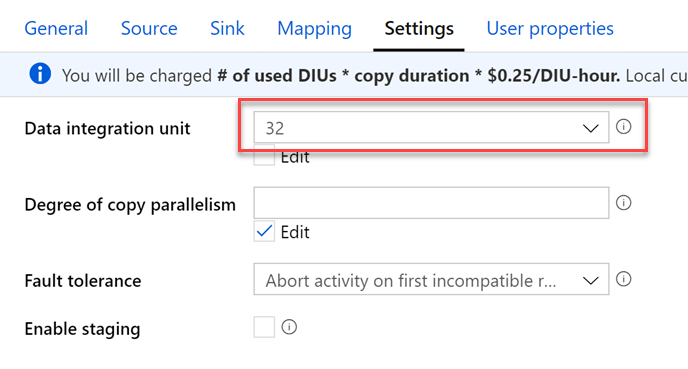 General Source Sink Mapping Settings User properties
You will be charged # of used DIUs * copy duration * $0.25/DIU-hour. Local cu
Data integration unit 32
Edit
Degree of copy parallelism
Edit
Fault tolerance Abort activity on first incompatible r...
Enable staging